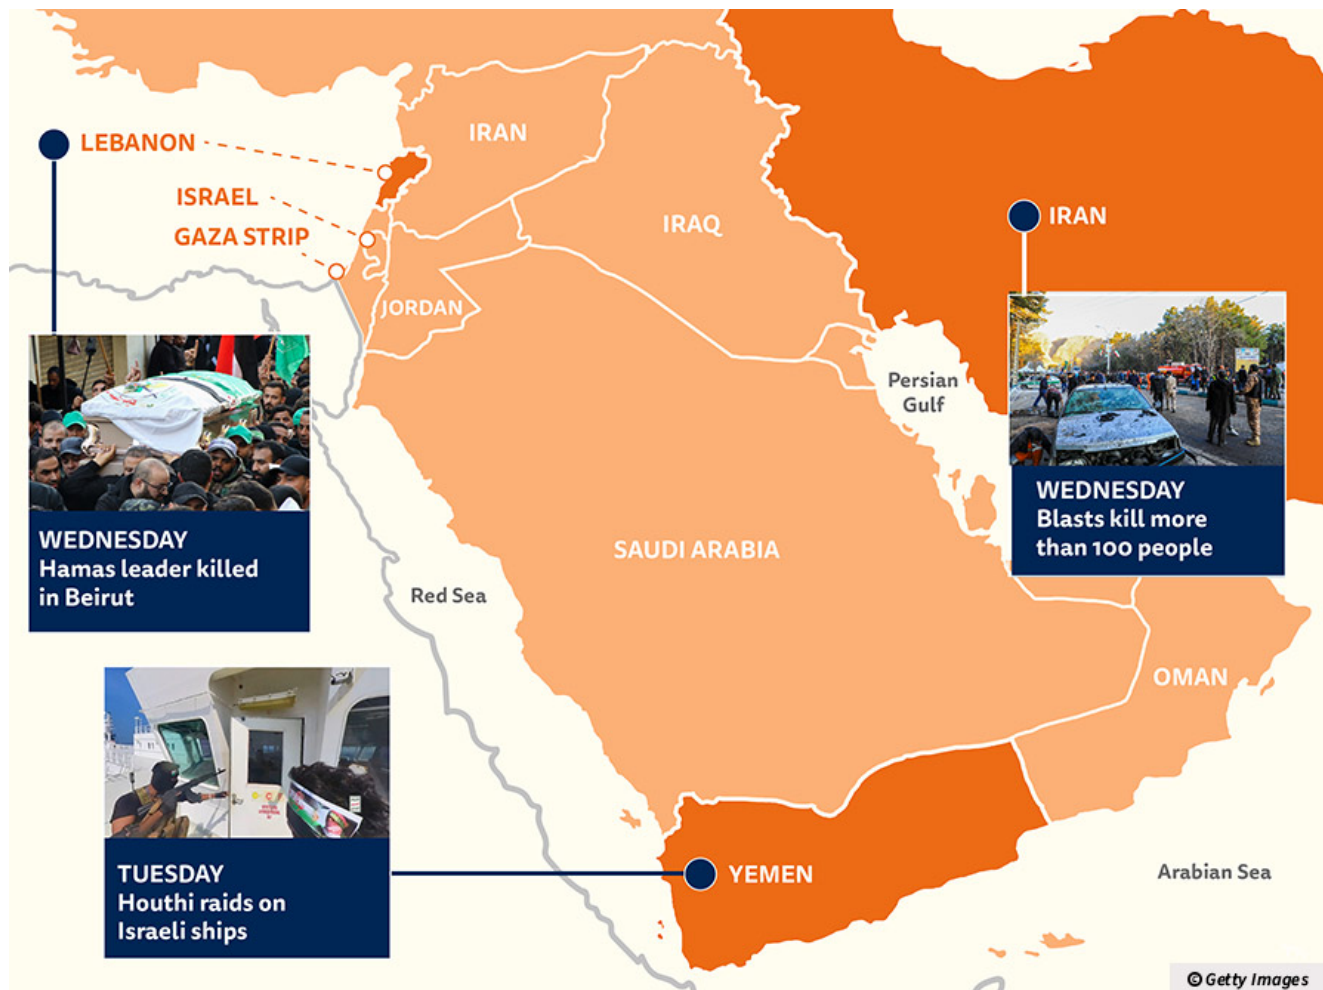 LEBANON
IRAN
ISRAEL
GAZA STRIP
IRAQ
IRAN
JORDAN
Persian
Gulf
WEDNESDAY
Hamas leader killed
in Beirut
WEDNESDAY
Blasts kill more
than 100 people
SAUDI ARABIA
Red Sea
OMAN
TUESDAY
Houthi raids on
Israeli ships
YEMEN
Arabian Sea
© Getty Images